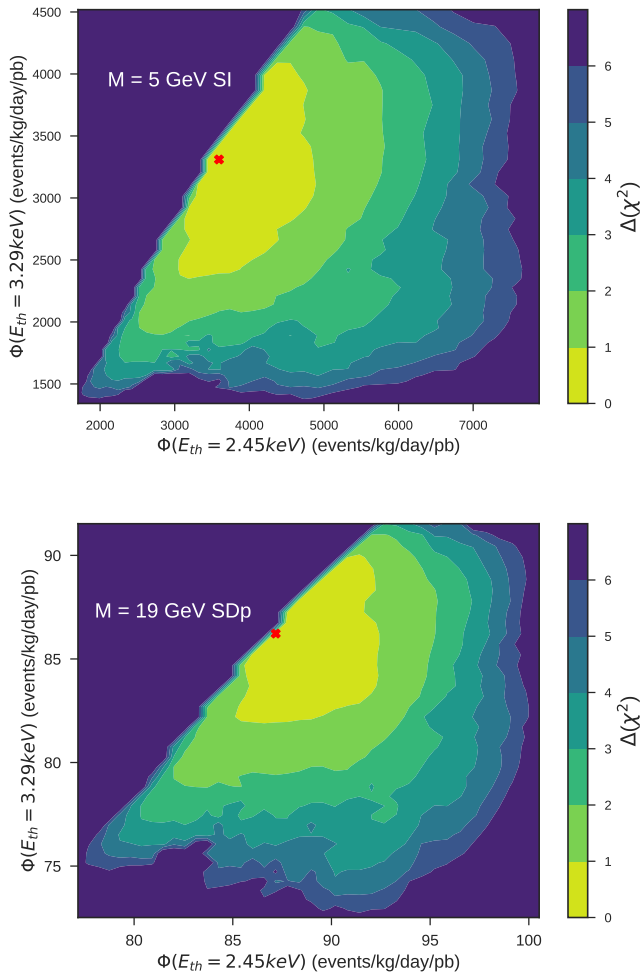 4500
4000
3500
3000
2500
2000
1500
Φ(E_th = 3.29keV) (events/kg/day/pb)
M = 5 GeV SI
2000 3000 4000 5000 6000 7000
Φ(E_th = 2.45keV) (events/kg/day/pb)
6
5
4
3
2
1
0
Δ(χ²)
90
85
80
75
Φ(E_th = 3.29keV) (events/kg/day/pb)
M = 19 GeV SDp
80 85 90 95 100
Φ(E_th = 2.45keV) (events/kg/day/pb)
6
5
4
3
2
1
0
Δ(χ²)